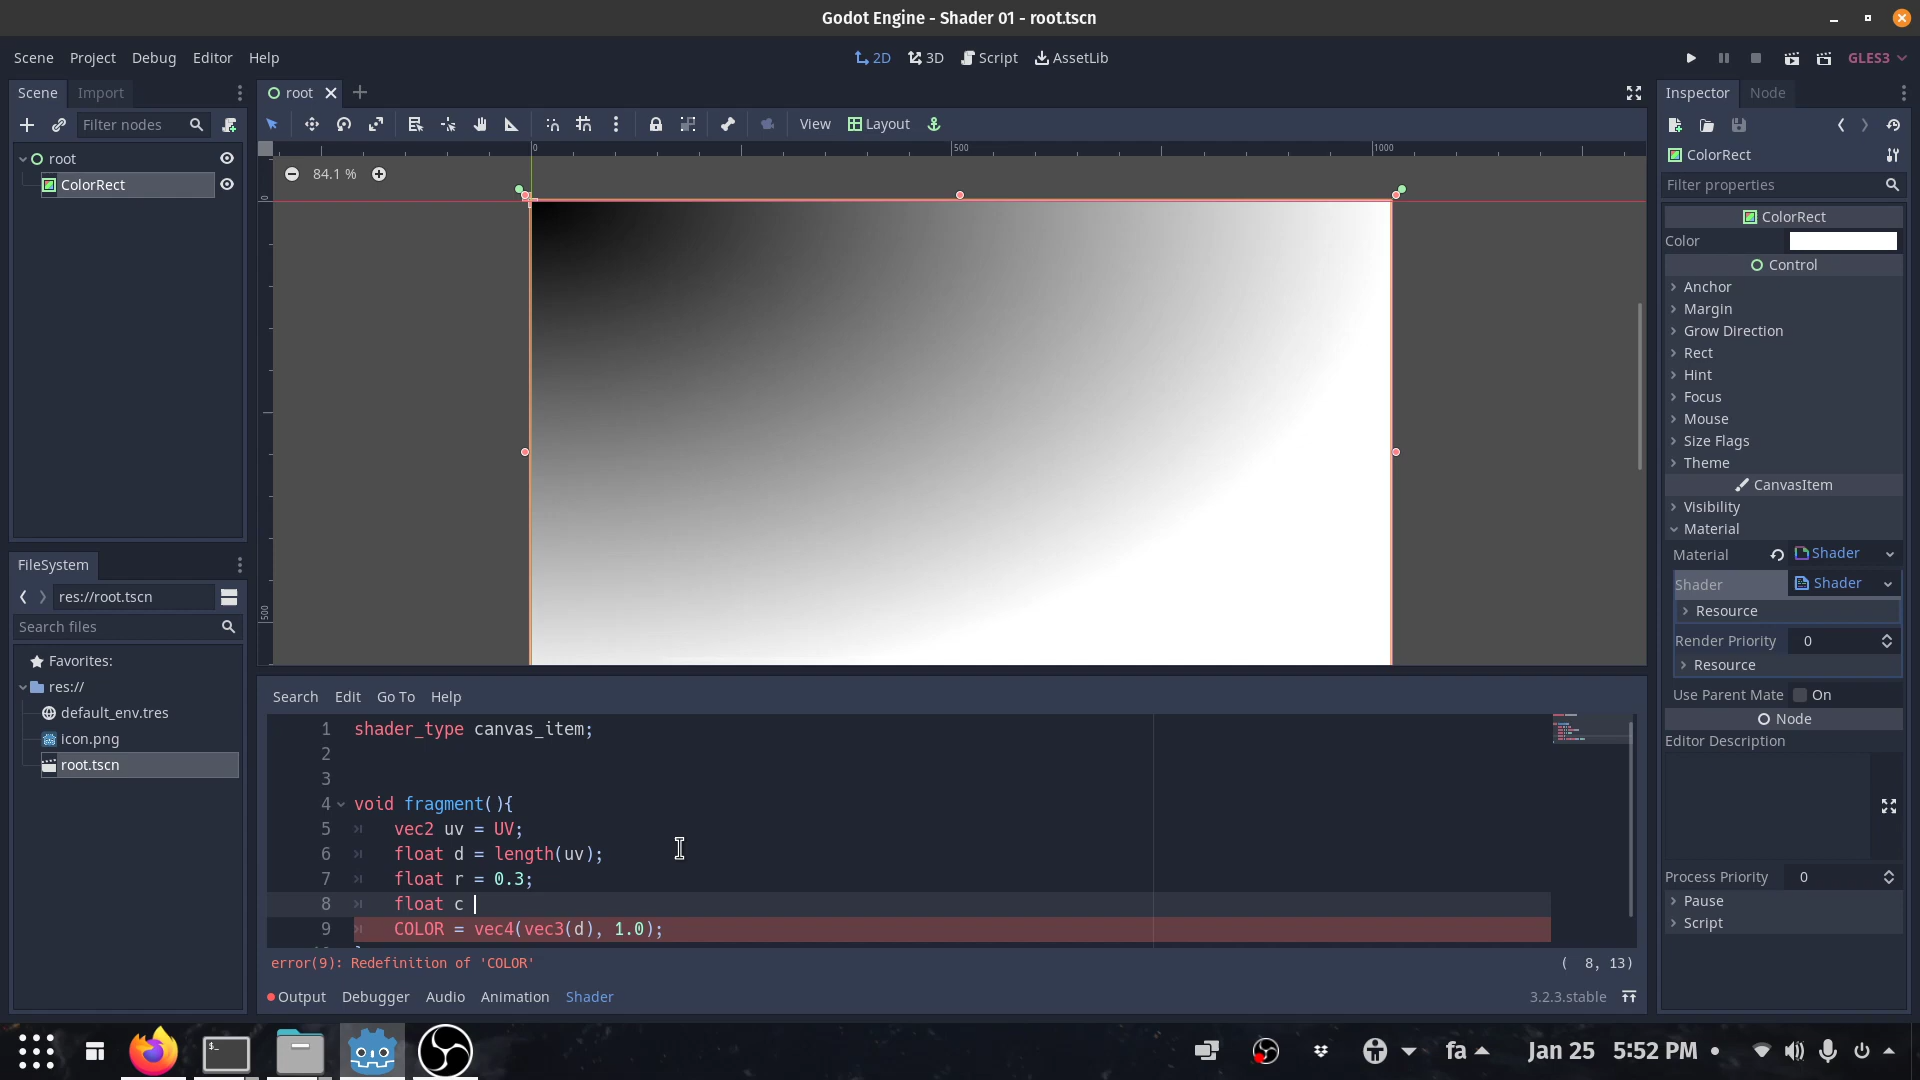 Godot Engine - Shader 01 - root.tscn
Scene Project Debug Editor Help
2D 3D Script AssetLib
GLES3
Scene Import
Filter nodes
root
ColorRect
root
View Layout
0 500 1000
84.1 %
0
500
FileSystem
res://root.tscn
Search files
Favorites:
res://
default_env.tres
icon.png
root.tscn
Search Edit Go To Help
1 shader_type canvas_item;
2
3
4 void fragment(){
5 vec2 uv = UV;
6 float d = length(uv);
7 float r = 0.3;
8 float c
9 COLOR = vec4(vec3(d), 1.0);
error(9): Redefinition of 'COLOR'
( 8, 13)
Output Debugger Audio Animation Shader
3.2.3.stable
Inspector Node
ColorRect
Filter properties
ColorRect
Color
Control
Anchor
Margin
Grow Direction
Rect
Hint
Focus
Mouse
Size Flags
Theme
CanvasItem
Visibility
Material
Material Shader
Shader Shader
Resource
Render Priority 0
Resource
Use Parent Mate On
Node
Editor Description
Process Priority 0
Pause
Script
fa Jan 25 5:52 PM